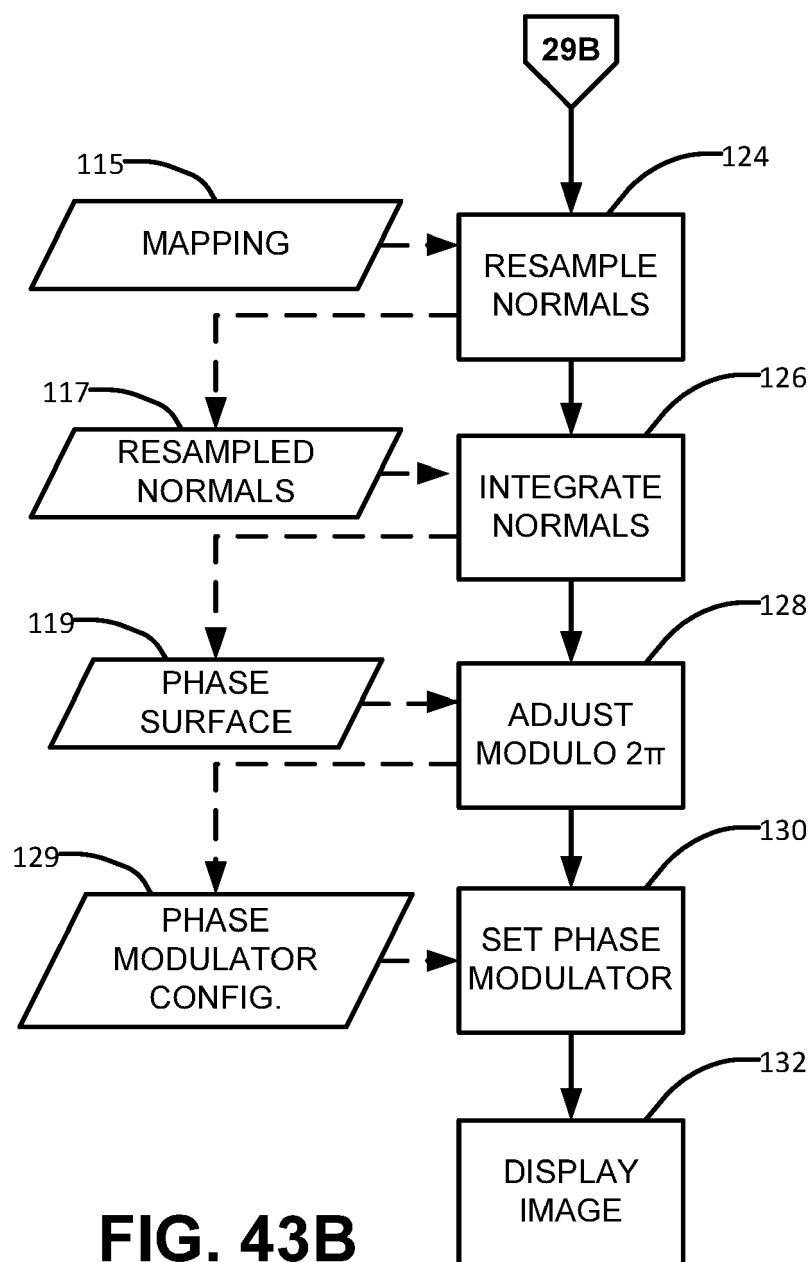 29B
115
124
MAPPING
RESAMPLE
NORMALS
117
126
RESAMPLED
NORMALS
INTEGRATE
NORMALS
119
128
PHASE
SURFACE
ADJUST
MODULO 2π
129
130
PHASE
MODULATOR
CONFIG.
SET PHASE
MODULATOR
132
DISPLAY
IMAGE
FIG. 43B